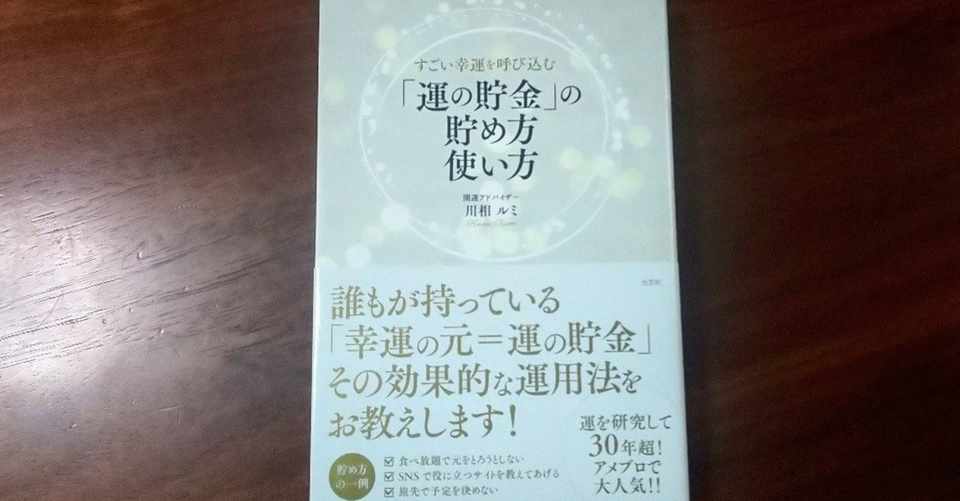 すごい幸運を呼び込む
「運の貯金」の
貯め方
使い方
開運アドバイザー
川相 ルミ
誰もが持っている
「幸運の元＝運の貯金」
その効果的な運用法を
お教えします！
運を研究して
30年超！
アメブロで
大人気!!
貯め方
の一例
食べ放題で元をとろうとしない
SNSで役に立つサイトを教えてあげる
旅先で予定を決めない